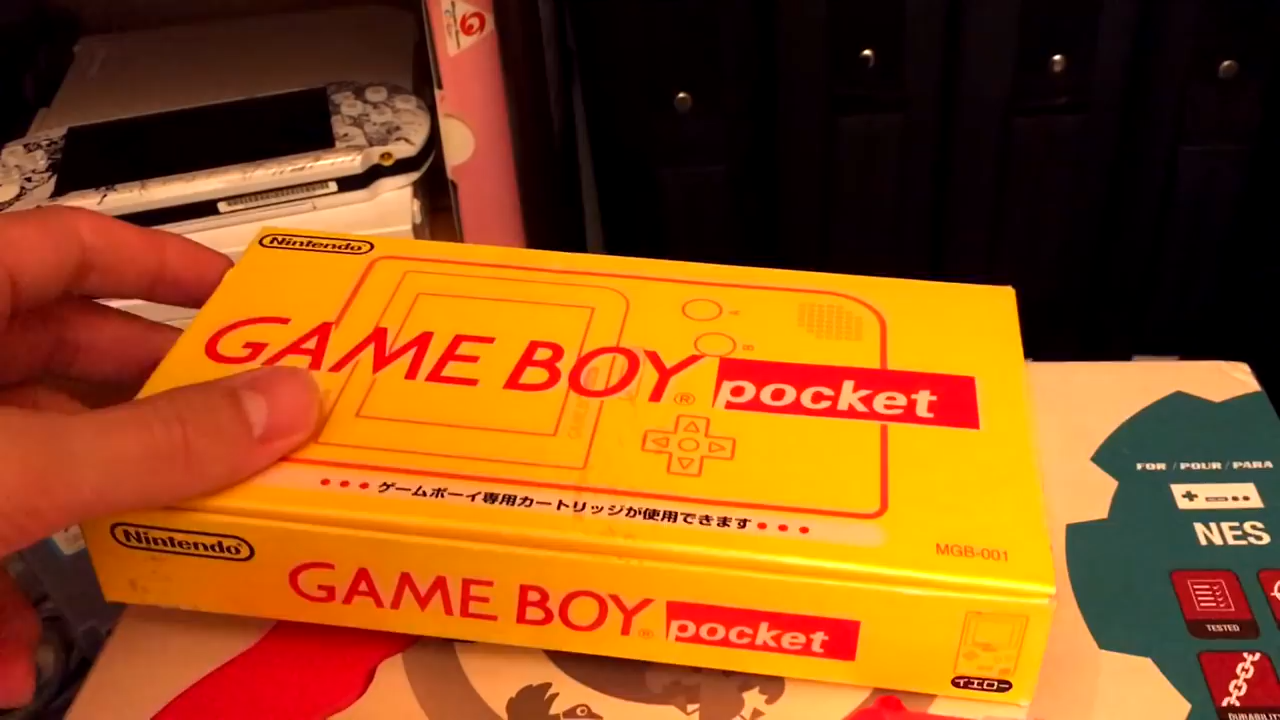 Nintendo
GAME BOY® pocket
A
B
•••ゲームボーイ専用カートリッジが使用できます•••
MGB-001
Nintendo
GAME BOY® pocket
イエロー
FOR / POUR / PARA
NES
TESTED